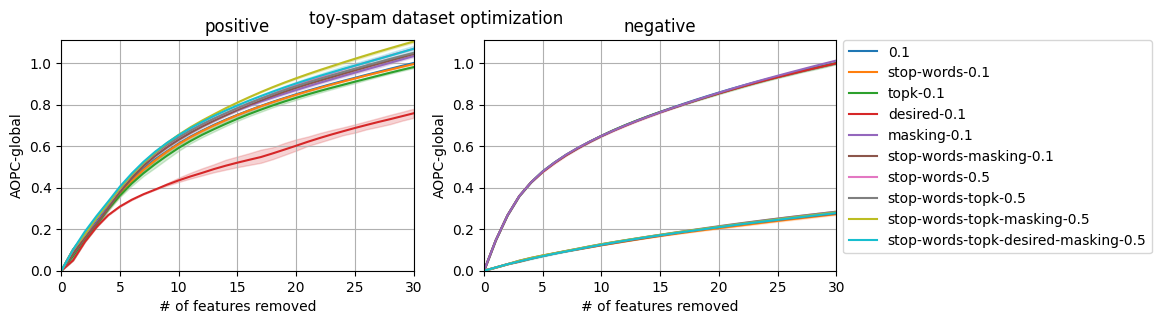 toy-spam dataset optimization
positive
negative
AOPC-global
1.0
0.8
0.6
0.4
0.2
0.0
0 5 10 15 20 25 30
# of features removed
AOPC-global
1.0
0.8
0.6
0.4
0.2
0.0
0 5 10 15 20 25 30
# of features removed
0.1
stop-words-0.1
topk-0.1
desired-0.1
masking-0.1
stop-words-masking-0.1
stop-words-0.5
stop-words-topk-0.5
stop-words-topk-masking-0.5
stop-words-topk-desired-masking-0.5